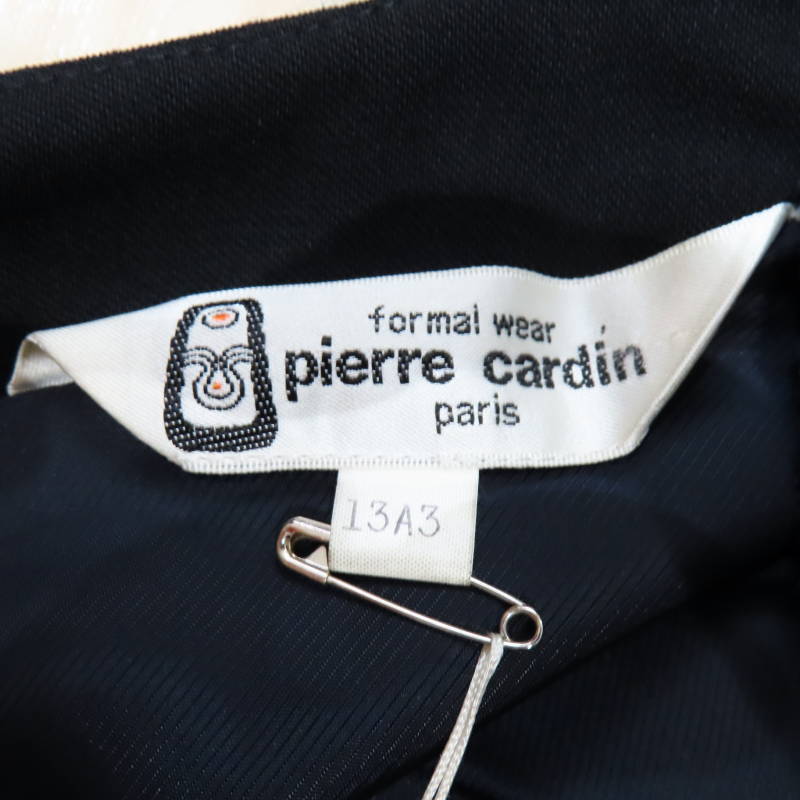 formal wear
pierre cardin
paris
13A3